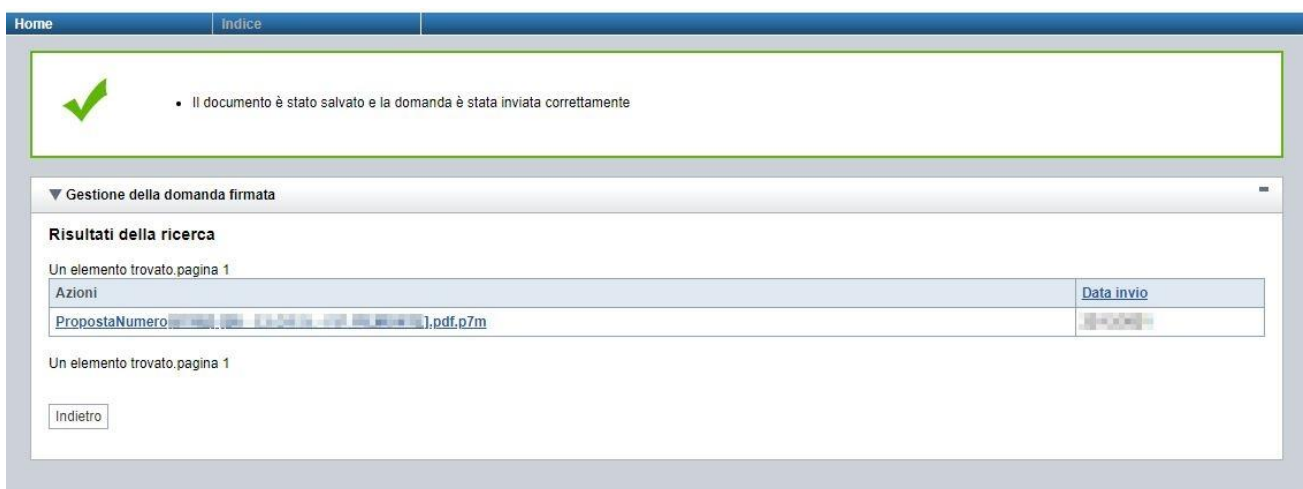 Home Indice
Il documento è stato salvato e la domanda è stata inviata correttamente
Gestione della domanda firmata
Risultati della ricerca
Un elemento trovato.pagina 1
Azioni Data invio
PropostaNumero ].pdf.p7m
Un elemento trovato.pagina 1
Indietro